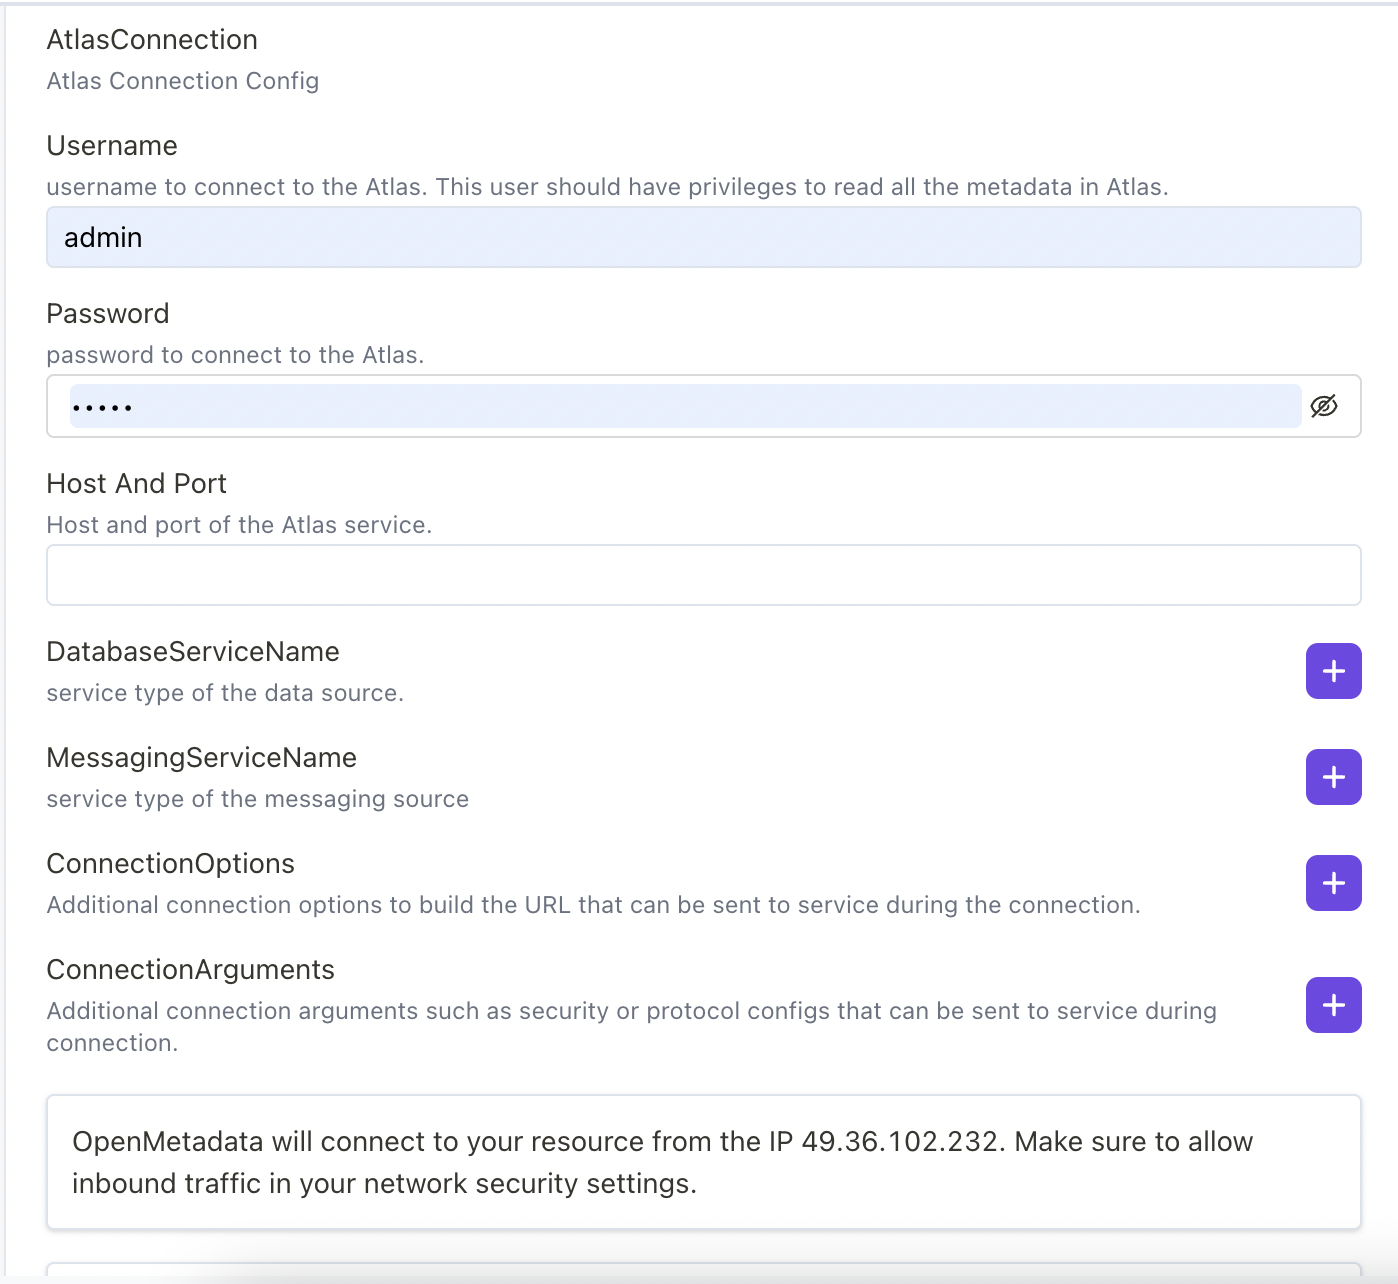 AtlasConnection
Atlas Connection Config
Username
username to connect to the Atlas. This user should have privileges to read all the metadata in Atlas.
admin
Password
password to connect to the Atlas.
•••••
Host And Port
Host and port of the Atlas service.
DatabaseServiceName
service type of the data source.
MessagingServiceName
service type of the messaging source
ConnectionOptions
Additional connection options to build the URL that can be sent to service during the connection.
ConnectionArguments
Additional connection arguments such as security or protocol configs that can be sent to service during
connection.
OpenMetadata will connect to your resource from the IP 49.36.102.232. Make sure to allow
inbound traffic in your network security settings.